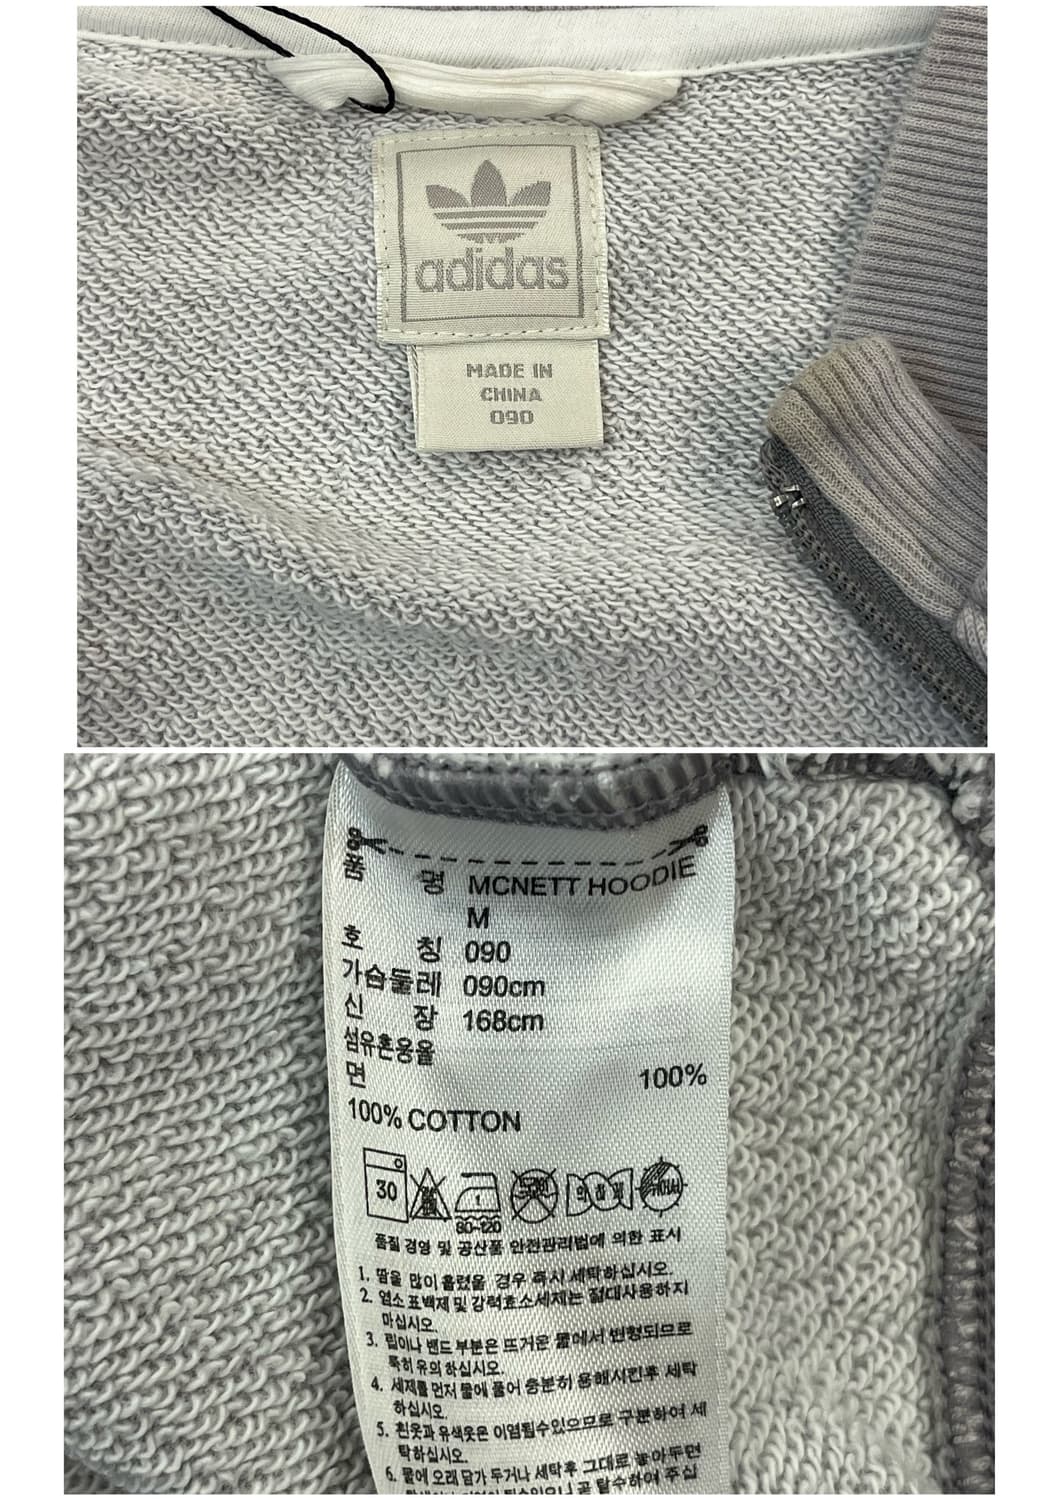 adidas
MADE IN
CHINA
090
품 명 MCNETT HOODIE
M
호 칭 090
가슴둘레 090cm
신 장 168cm
섬유혼용율
면 100%
100% COTTON
30
1
80~120
품질 경영 및 공산품 안전관리법에 의한 표시
1. 땀을 많이 흘렸을 경우 즉시 세탁하십시오.
2. 염소 표백제 및 강력효소세제는 절대사용하지
마십시오.
3. 립이나 밴드 부분은 뜨거운 물에서 변형되므로
특히 유의 하십시오.
4. 세제를 먼저 물에 풀어 충분히 용해시킨후 세탁
하십시오.
5. 흰옷과 유색옷은 이염될수있으므로 구분하여 세
탁하십시오.
6. 물에 오래 담가 두거나 세탁후 그대로 놓아두면
곧 탈수하여 주십